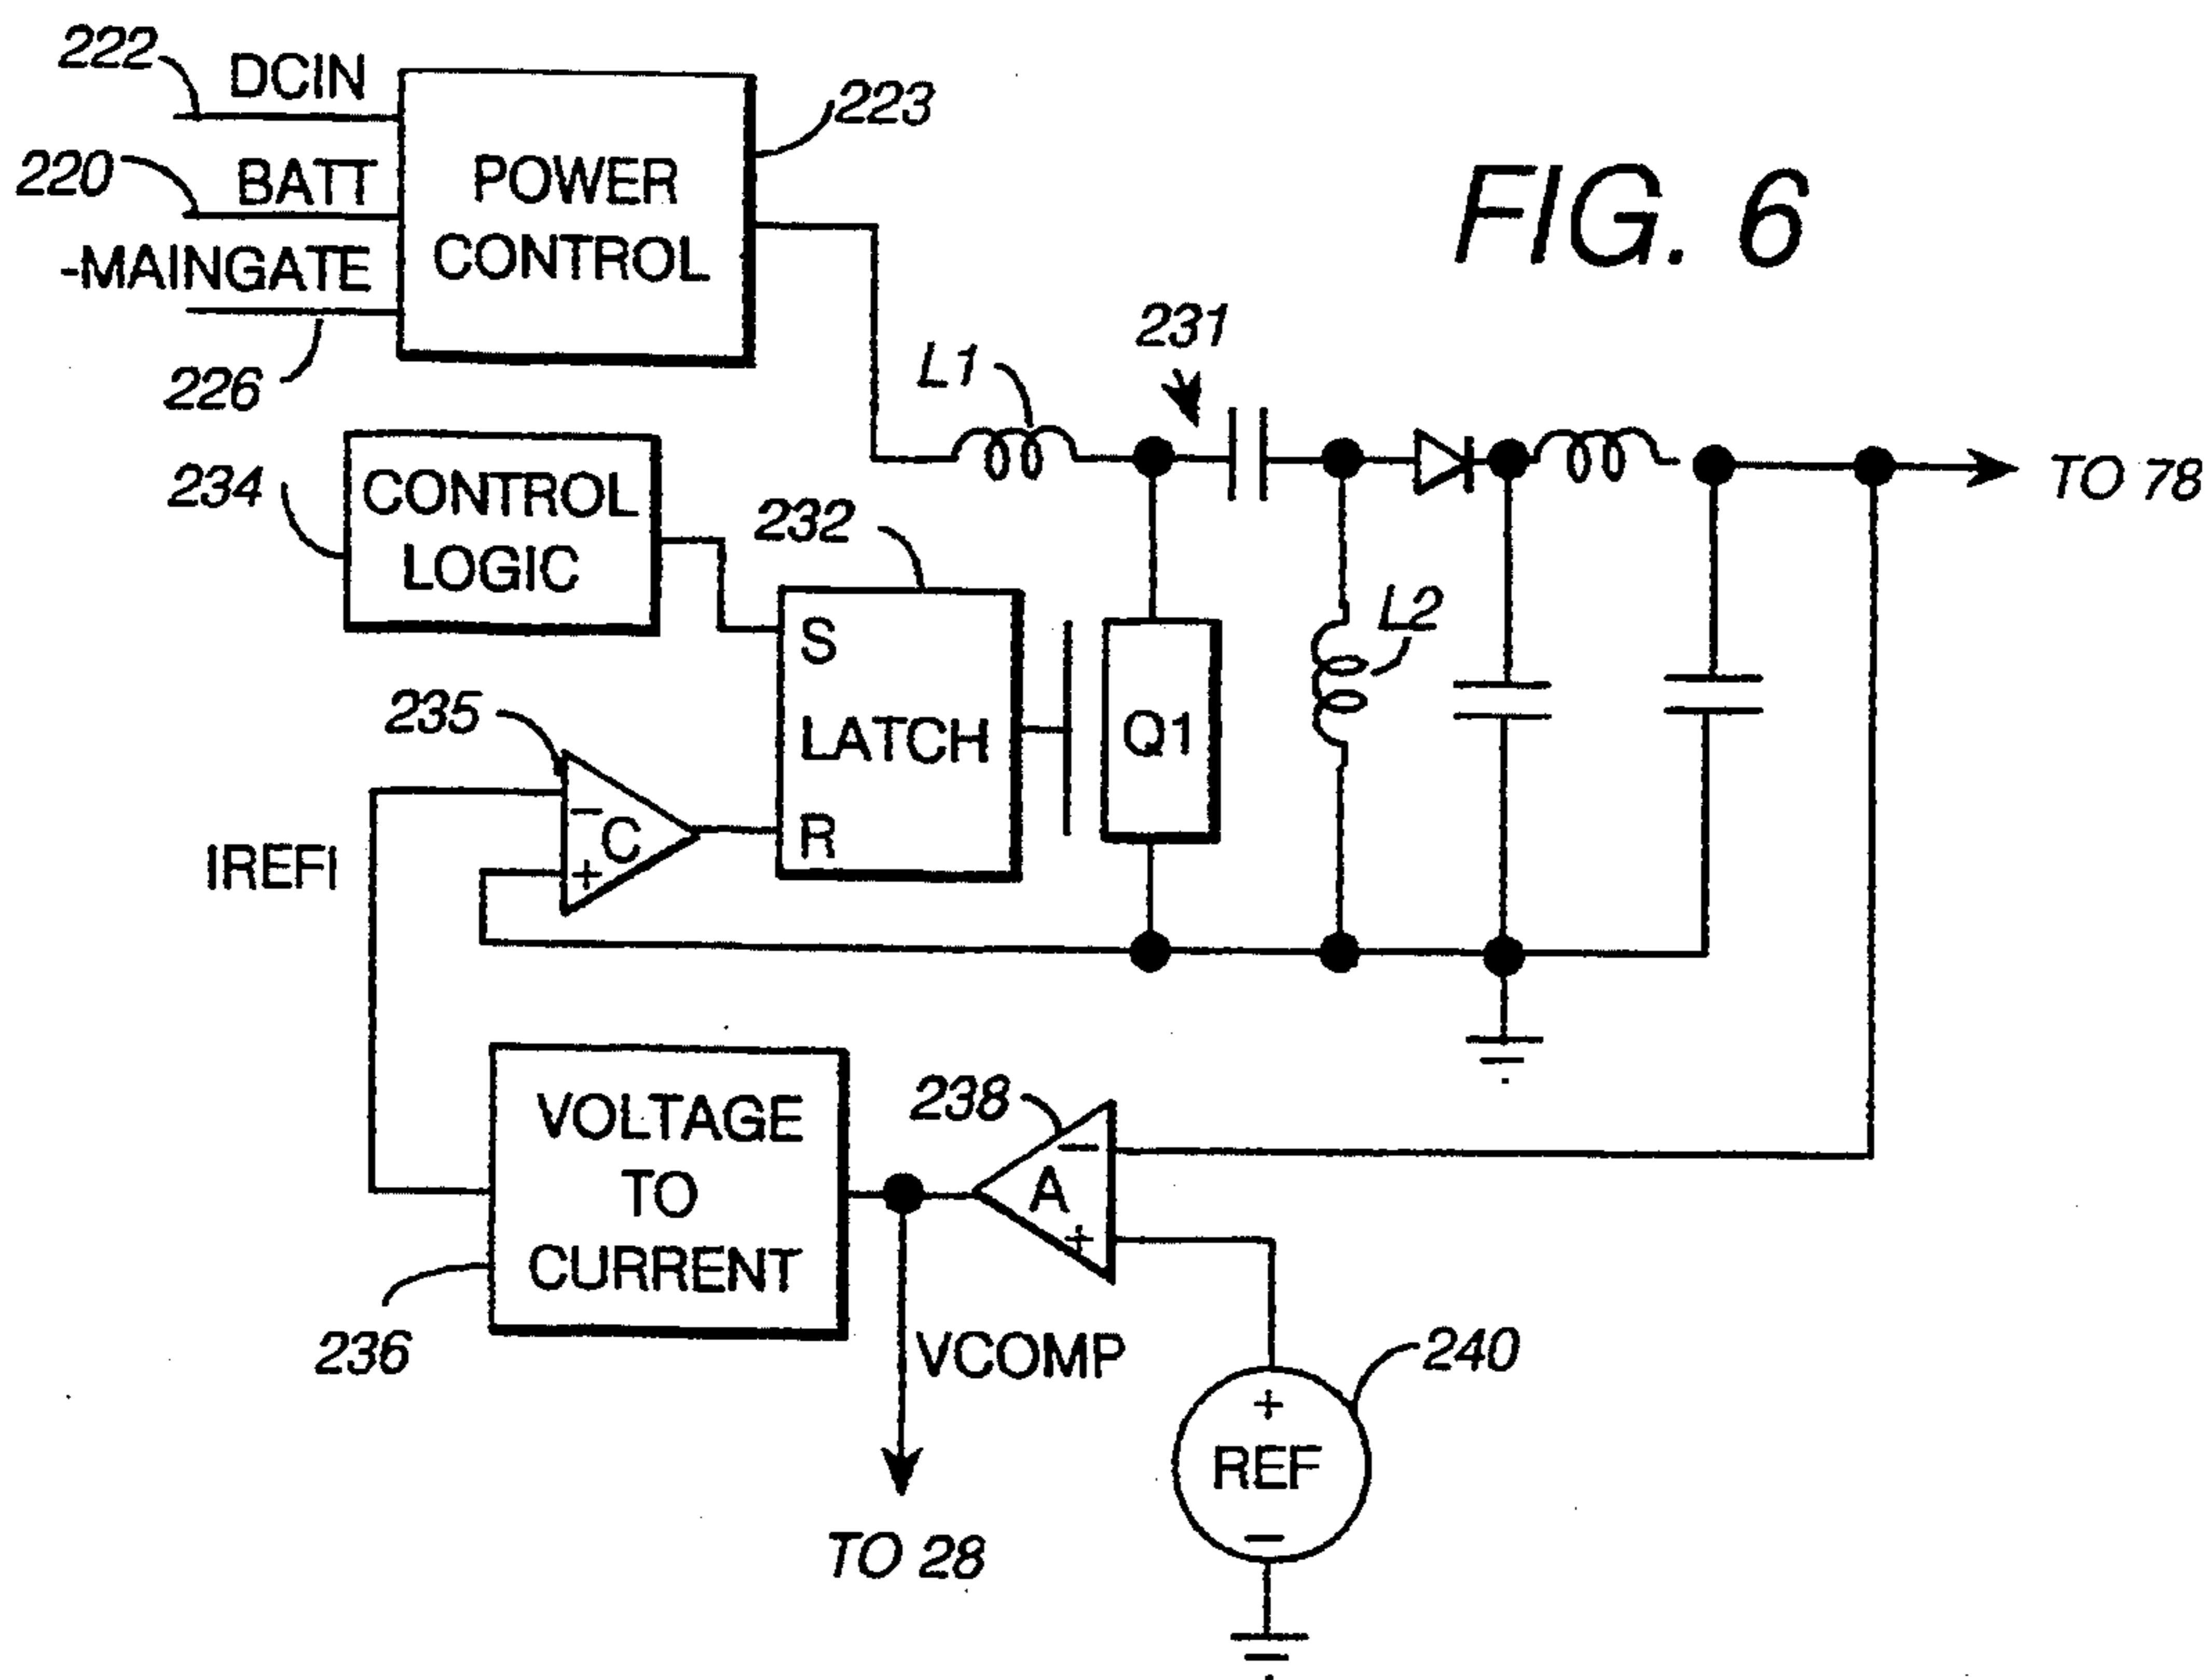 FIG. 6
222
DCIN
220
BATT
-MAINGATE
226
POWER
CONTROL
223
231
L1
TO 78
234
CONTROL
LOGIC
232
S
LATCH
R
Q1
L2
235
−
C
+
IREFI
VOLTAGE
TO
CURRENT
236
238
−
A
+
VCOMP
TO 28
240
+
REF
−